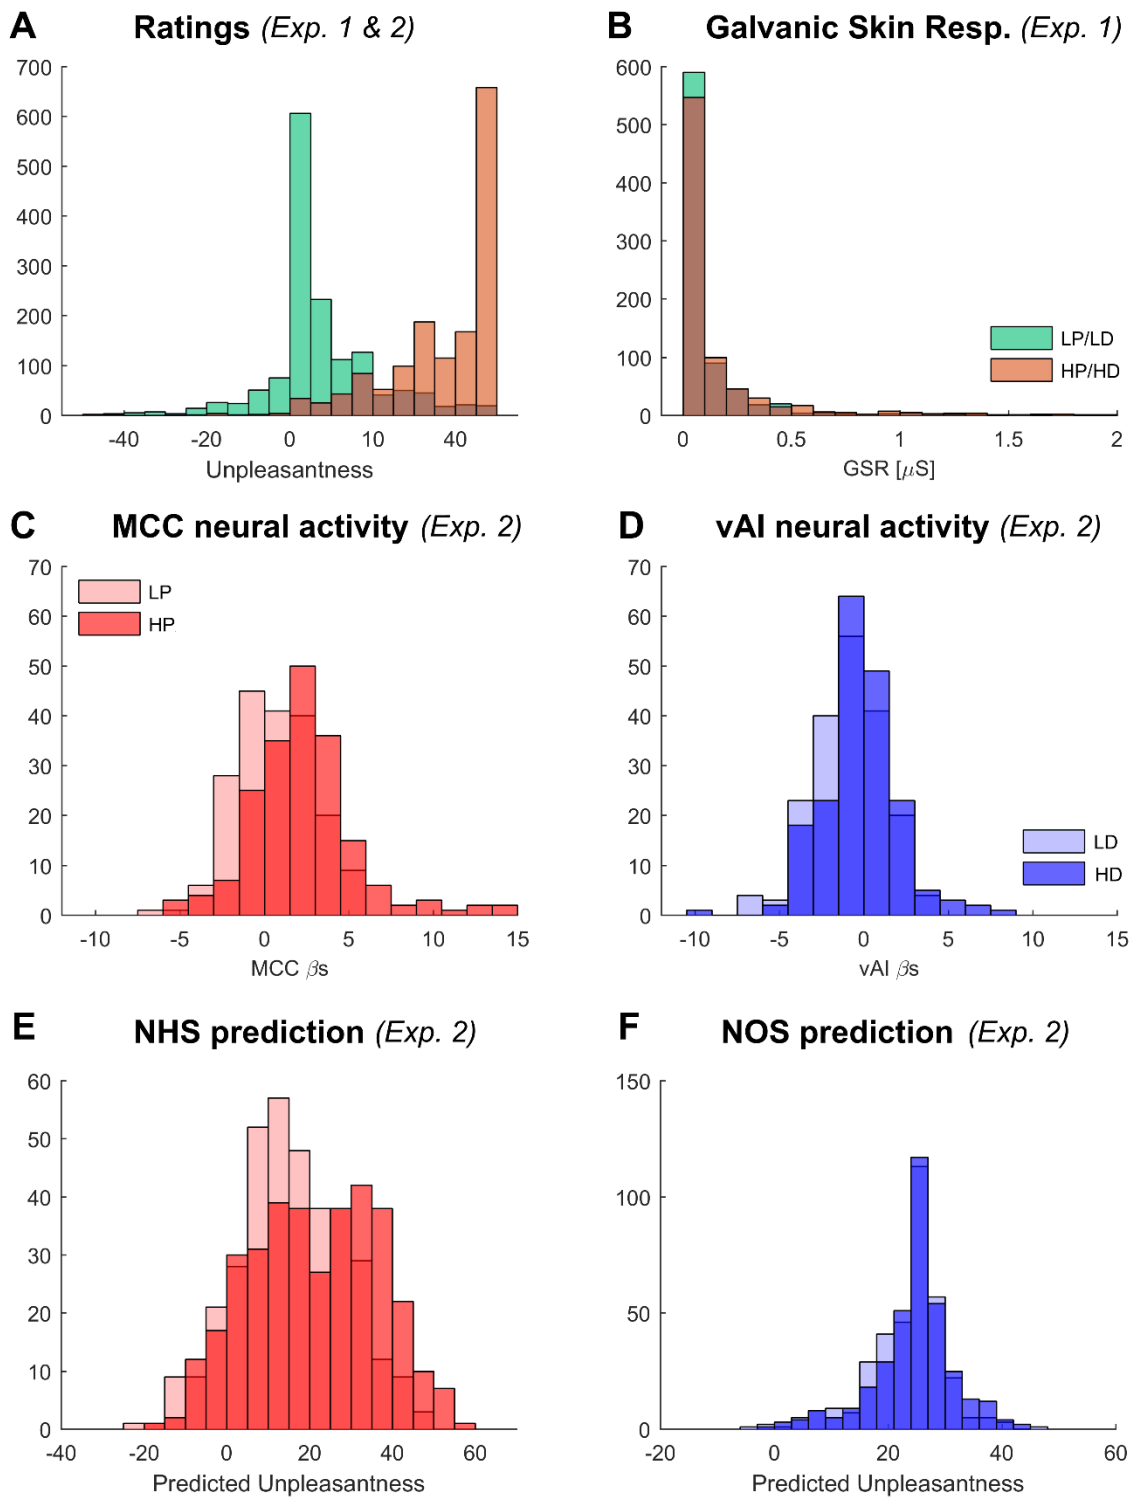 A Ratings (Exp. 1 & 2)
700
600
500
400
300
200
100
0
-40 -20 0 10 40
Unpleasantness
B Galvanic Skin Resp. (Exp. 1)
600
500
400
300
200
100
0
LP/LD
HP/HD
0 0.5 1 1.5 2
GSR [μS]
C MCC neural activity (Exp. 2)
70
60
50
40
30
20
10
0
LP
HP
-10 -5 0 5 10 15
MCC βs
D vAI neural activity (Exp. 2)
70
60
50
40
30
20
10
0
LD
HD
-10 -5 0 5 10 15
vAI βs
E NHS prediction (Exp. 2)
60
50
40
30
20
10
0
-40 -20 0 20 40 60
Predicted Unpleasantness
F NOS prediction (Exp. 2)
150
100
50
0
-20 0 20 40 60
Predicted Unpleasantness